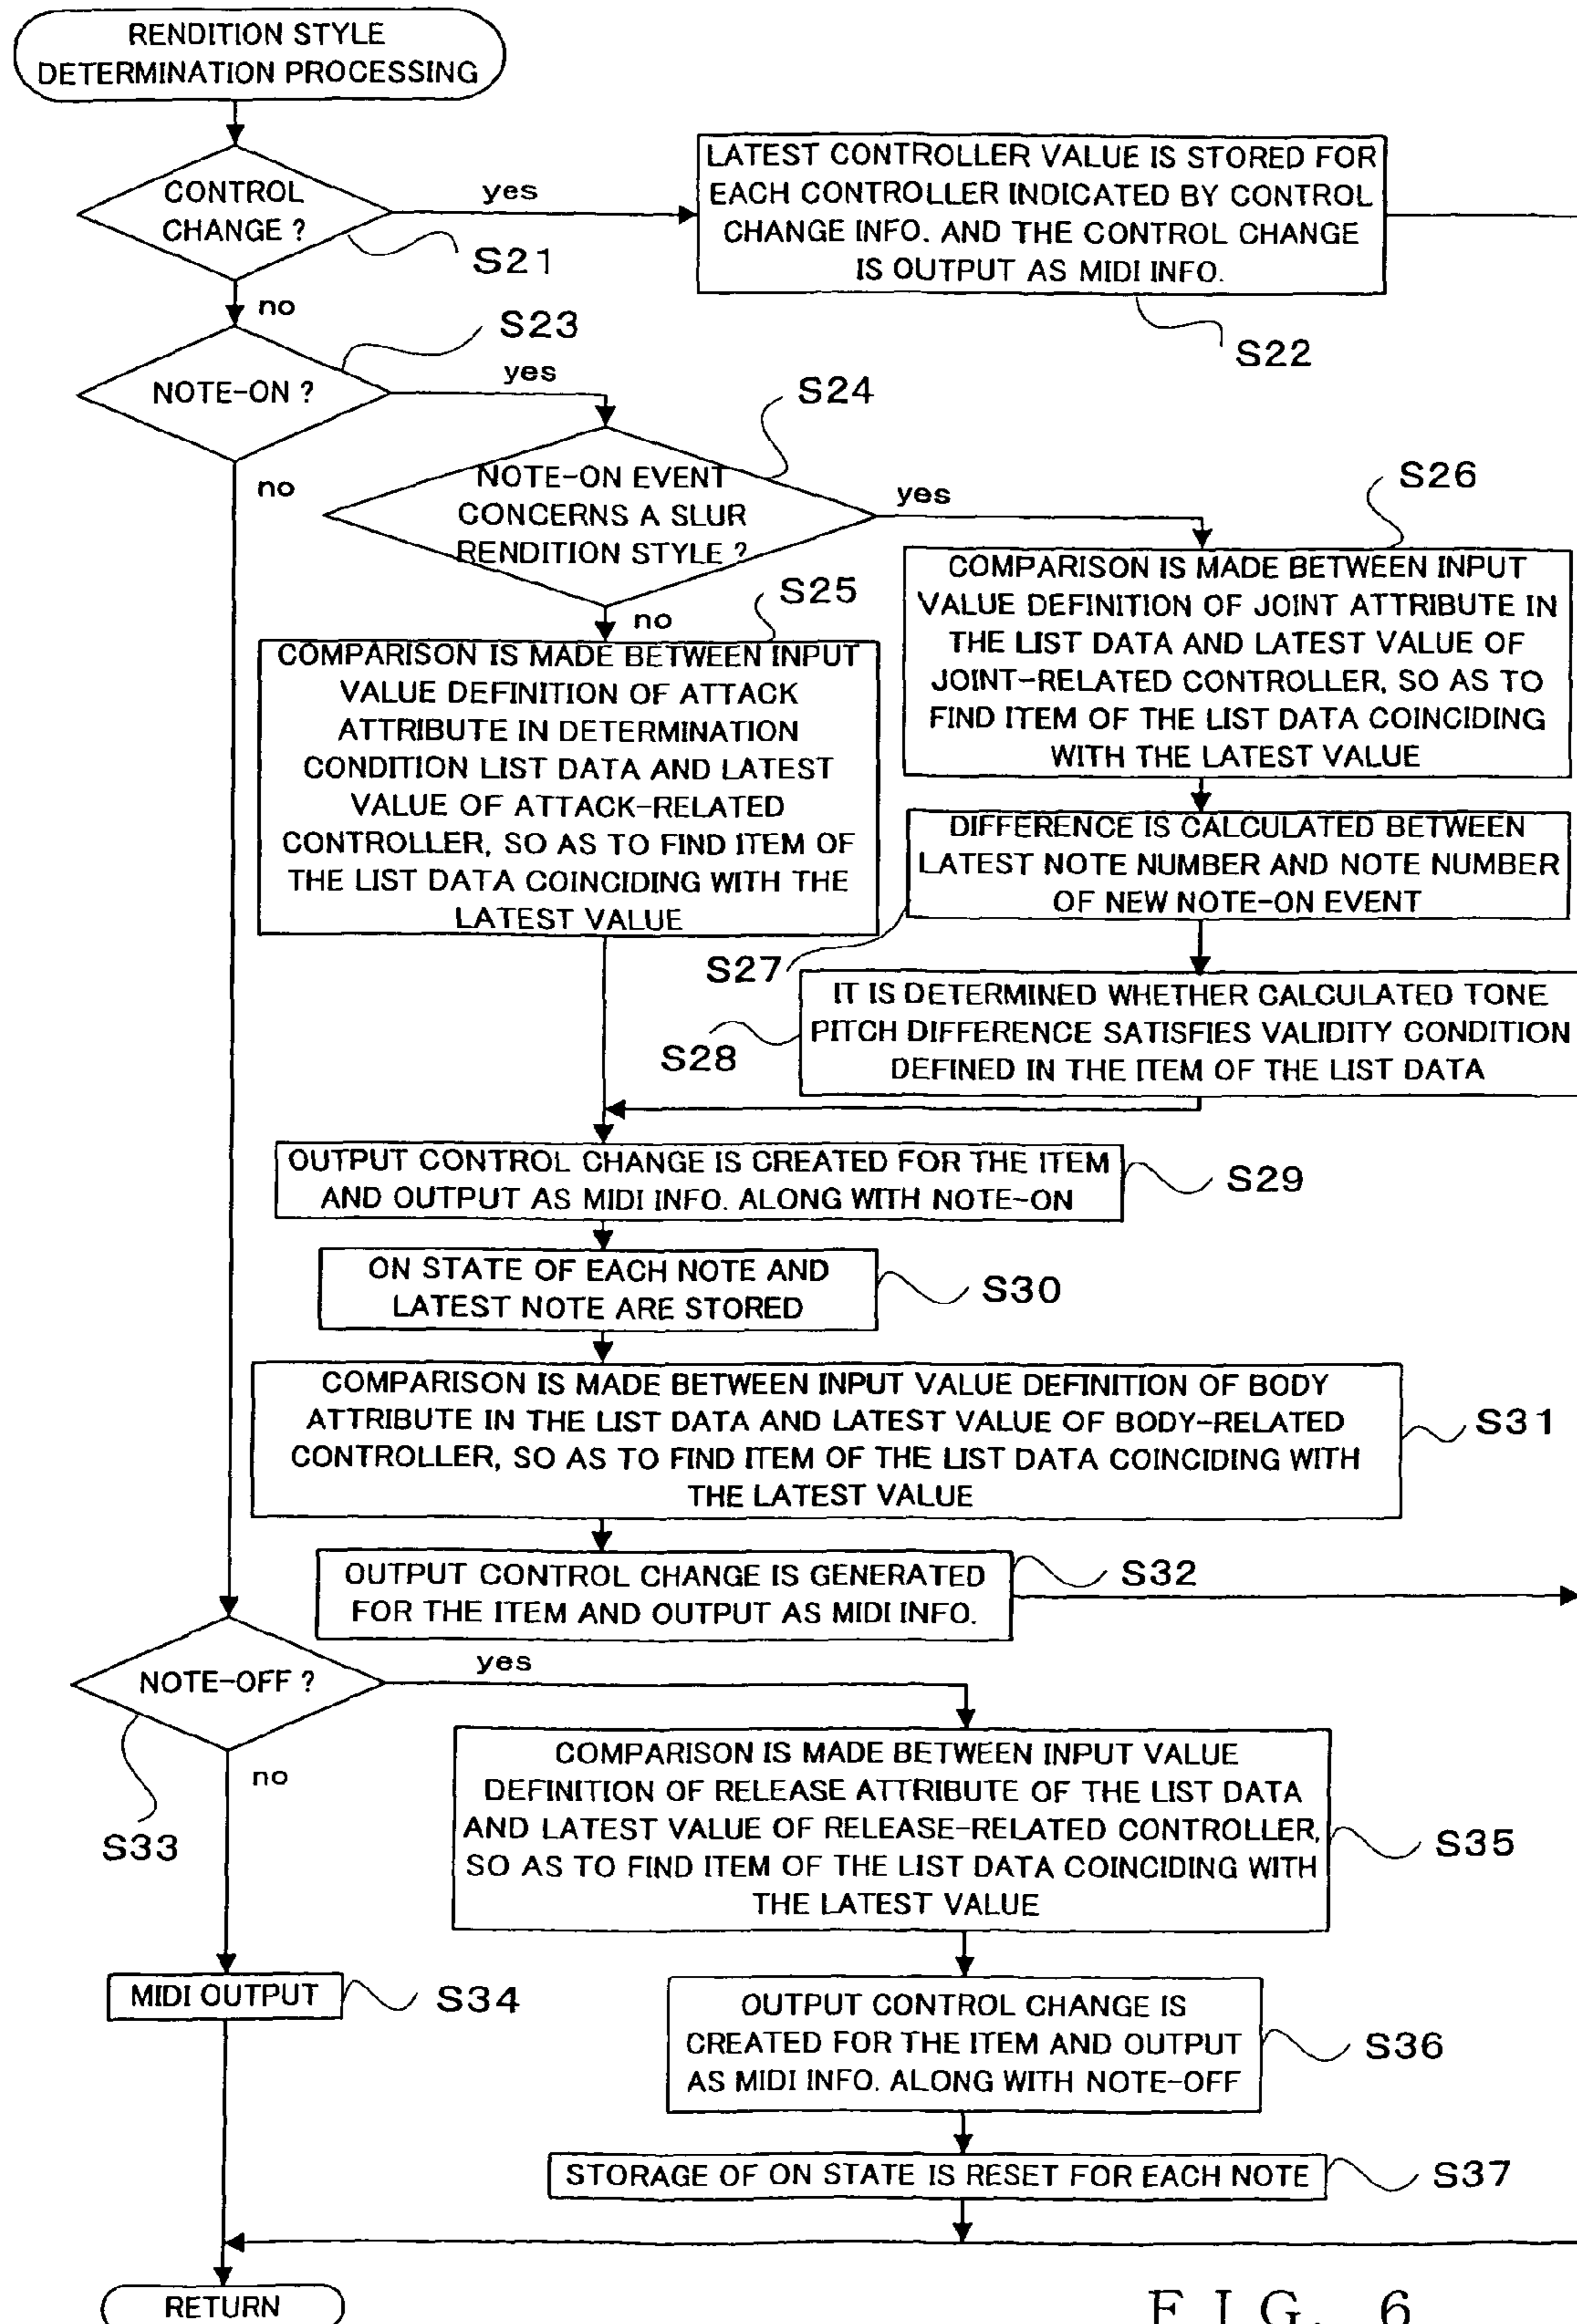 RENDITION STYLE
DETERMINATION PROCESSING
CONTROL
CHANGE ?
yes
S21
LATEST CONTROLLER VALUE IS STORED FOR
EACH CONTROLLER INDICATED BY CONTROL
CHANGE INFO. AND THE CONTROL CHANGE
IS OUTPUT AS MIDI INFO.
S22
no
NOTE-ON ?
S23
yes
no
NOTE-ON EVENT
CONCERNS A SLUR
RENDITION STYLE ?
S24
yes
no
S25
COMPARISON IS MADE BETWEEN INPUT
VALUE DEFINITION OF ATTACK
ATTRIBUTE IN DETERMINATION
CONDITION LIST DATA AND LATEST
VALUE OF ATTACK-RELATED
CONTROLLER, SO AS TO FIND ITEM OF
THE LIST DATA COINCIDING WITH THE
LATEST VALUE
S26
COMPARISON IS MADE BETWEEN INPUT
VALUE DEFINITION OF JOINT ATTRIBUTE IN
THE LIST DATA AND LATEST VALUE OF
JOINT-RELATED CONTROLLER, SO AS TO
FIND ITEM OF THE LIST DATA COINCIDING
WITH THE LATEST VALUE
DIFFERENCE IS CALCULATED BETWEEN
LATEST NOTE NUMBER AND NOTE NUMBER
OF NEW NOTE-ON EVENT
S27
IT IS DETERMINED WHETHER CALCULATED TONE
PITCH DIFFERENCE SATISFIES VALIDITY CONDITION
DEFINED IN THE ITEM OF THE LIST DATA
S28
OUTPUT CONTROL CHANGE IS CREATED FOR THE ITEM
AND OUTPUT AS MIDI INFO. ALONG WITH NOTE-ON
S29
ON STATE OF EACH NOTE AND
LATEST NOTE ARE STORED
S30
COMPARISON IS MADE BETWEEN INPUT VALUE DEFINITION OF BODY
ATTRIBUTE IN THE LIST DATA AND LATEST VALUE OF BODY-RELATED
CONTROLLER, SO AS TO FIND ITEM OF THE LIST DATA COINCIDING WITH
THE LATEST VALUE
S31
OUTPUT CONTROL CHANGE IS GENERATED
FOR THE ITEM AND OUTPUT AS MIDI INFO.
S32
NOTE-OFF ?
yes
S33
no
COMPARISON IS MADE BETWEEN INPUT VALUE
DEFINITION OF RELEASE ATTRIBUTE OF THE LIST DATA
AND LATEST VALUE OF RELEASE-RELATED CONTROLLER,
SO AS TO FIND ITEM OF THE LIST DATA COINCIDING WITH
THE LATEST VALUE
S35
MIDI OUTPUT
S34
OUTPUT CONTROL CHANGE IS
CREATED FOR THE ITEM AND OUTPUT
AS MIDI INFO. ALONG WITH NOTE-OFF
S36
STORAGE OF ON STATE IS RESET FOR EACH NOTE
S37
RETURN
FIG. 6